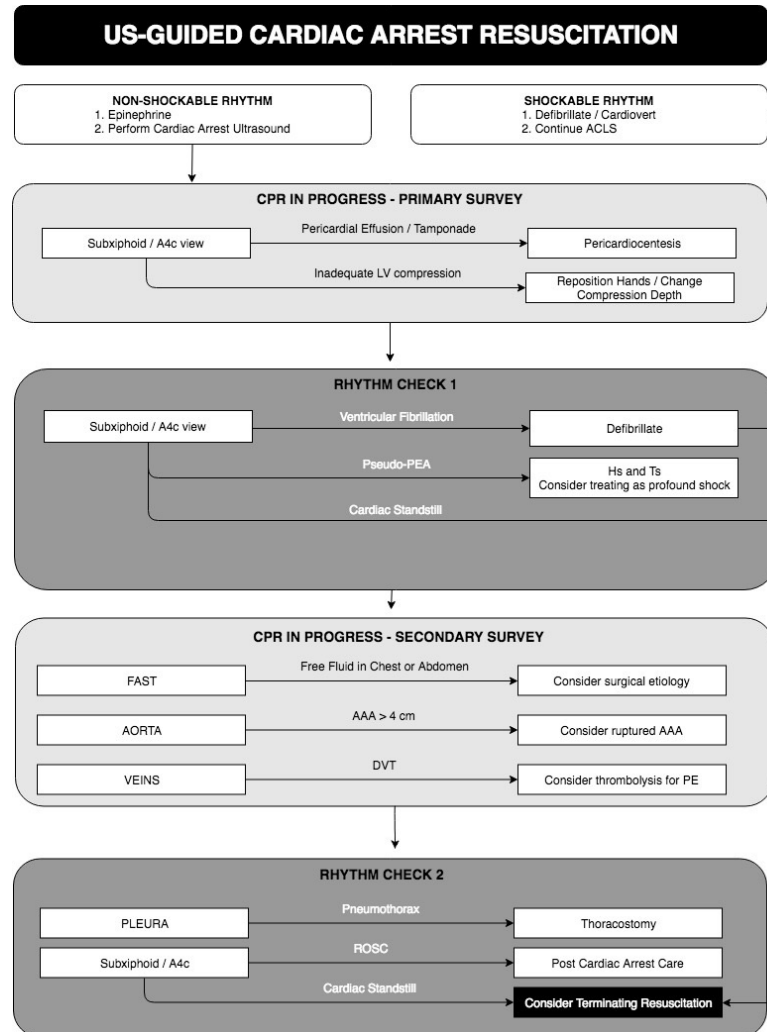 US-GUIDED CARDIAC ARREST RESUSCITATION
NON-SHOCKABLE RHYTHM
1. Epinephrine
2. Perform Cardiac Arrest Ultrasound
SHOCKABLE RHYTHM
1. Defibrillate / Cardiovert
2. Continue ACLS
CPR IN PROGRESS - PRIMARY SURVEY
Subxiphoid / A4c view
Pericardial Effusion / Tamponade
Pericardiocentesis
Inadequate LV compression
Reposition Hands / Change
Compression Depth
RHYTHM CHECK 1
Subxiphoid / A4c view
Ventricular Fibrillation
Defibrillate
Pseudo-PEA
Hs and Ts
Consider treating as profound shock
Cardiac Standstill
CPR IN PROGRESS - SECONDARY SURVEY
FAST
Free Fluid in Chest or Abdomen
Consider surgical etiology
AORTA
AAA > 4 cm
Consider ruptured AAA
VEINS
DVT
Consider thrombolysis for PE
RHYTHM CHECK 2
PLEURA
Pneumothorax
Thoracostomy
Subxiphoid / A4c
ROSC
Post Cardiac Arrest Care
Cardiac Standstill
Consider Terminating Resuscitation